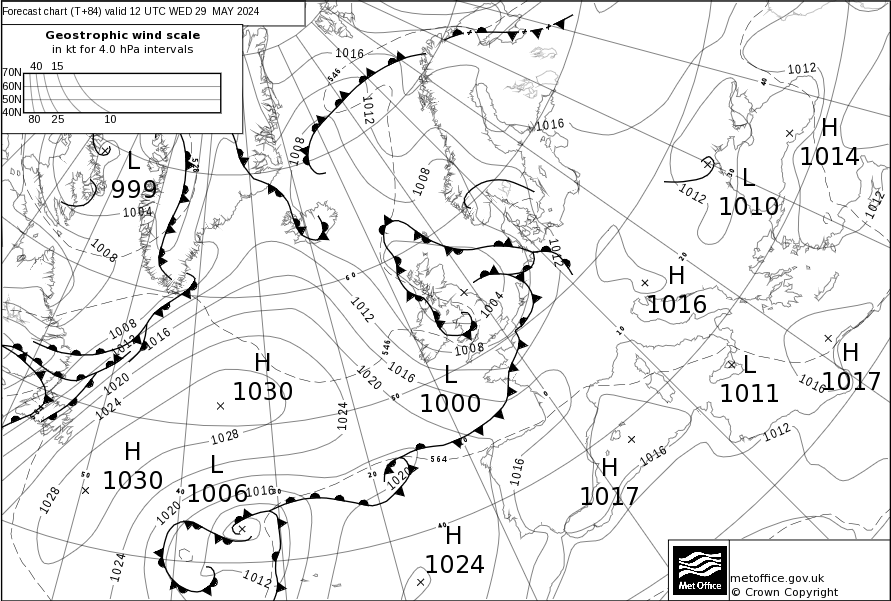 Forecast chart (T+84) valid 12 UTC WED 29 MAY 2024
Geostrophic wind scale
in kt for 4.0 hPa intervals
40 15
70N
60N
50N
40N
80 25 10
1016
546
1012
1008
1016
1012
40
H
1014
L
999
528
1004
1008
1008
30
L
1010
1012
1012
1012
20
H
1016
60
1012
1004
1008
1012
1016
10
546
1008
1016
1020
1020
1024
H
1030
50
L
1000
0
L
1011
H
1017
1016
1024
1012
1028
H
1030
50
1028
L
1006
40
1016
30
1020
20
1020
564
1016
1016
H
1017
40
H
1024
1024
1012
Met Office
metoffice.gov.uk
© Crown Copyright